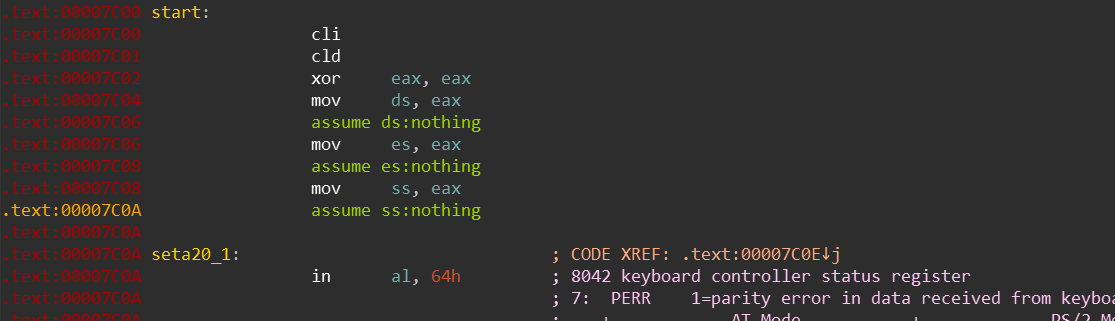 .text:00007C00 start:
.text:00007C00 cli
.text:00007C01 cld
.text:00007C02 xor eax, eax
.text:00007C04 mov ds, eax
.text:00007C06 assume ds:nothing
.text:00007C06 mov es, eax
.text:00007C08 assume es:nothing
.text:00007C08 mov ss, eax
.text:00007C0A assume ss:nothing
.text:00007C0A
.text:00007C0A seta20_1: ; CODE XREF: .text:00007C0E↓j
.text:00007C0A in al, 64h ; 8042 keyboard controller status register
.text:00007C0A ; 7: PERR 1=parity error in data received from keyboa